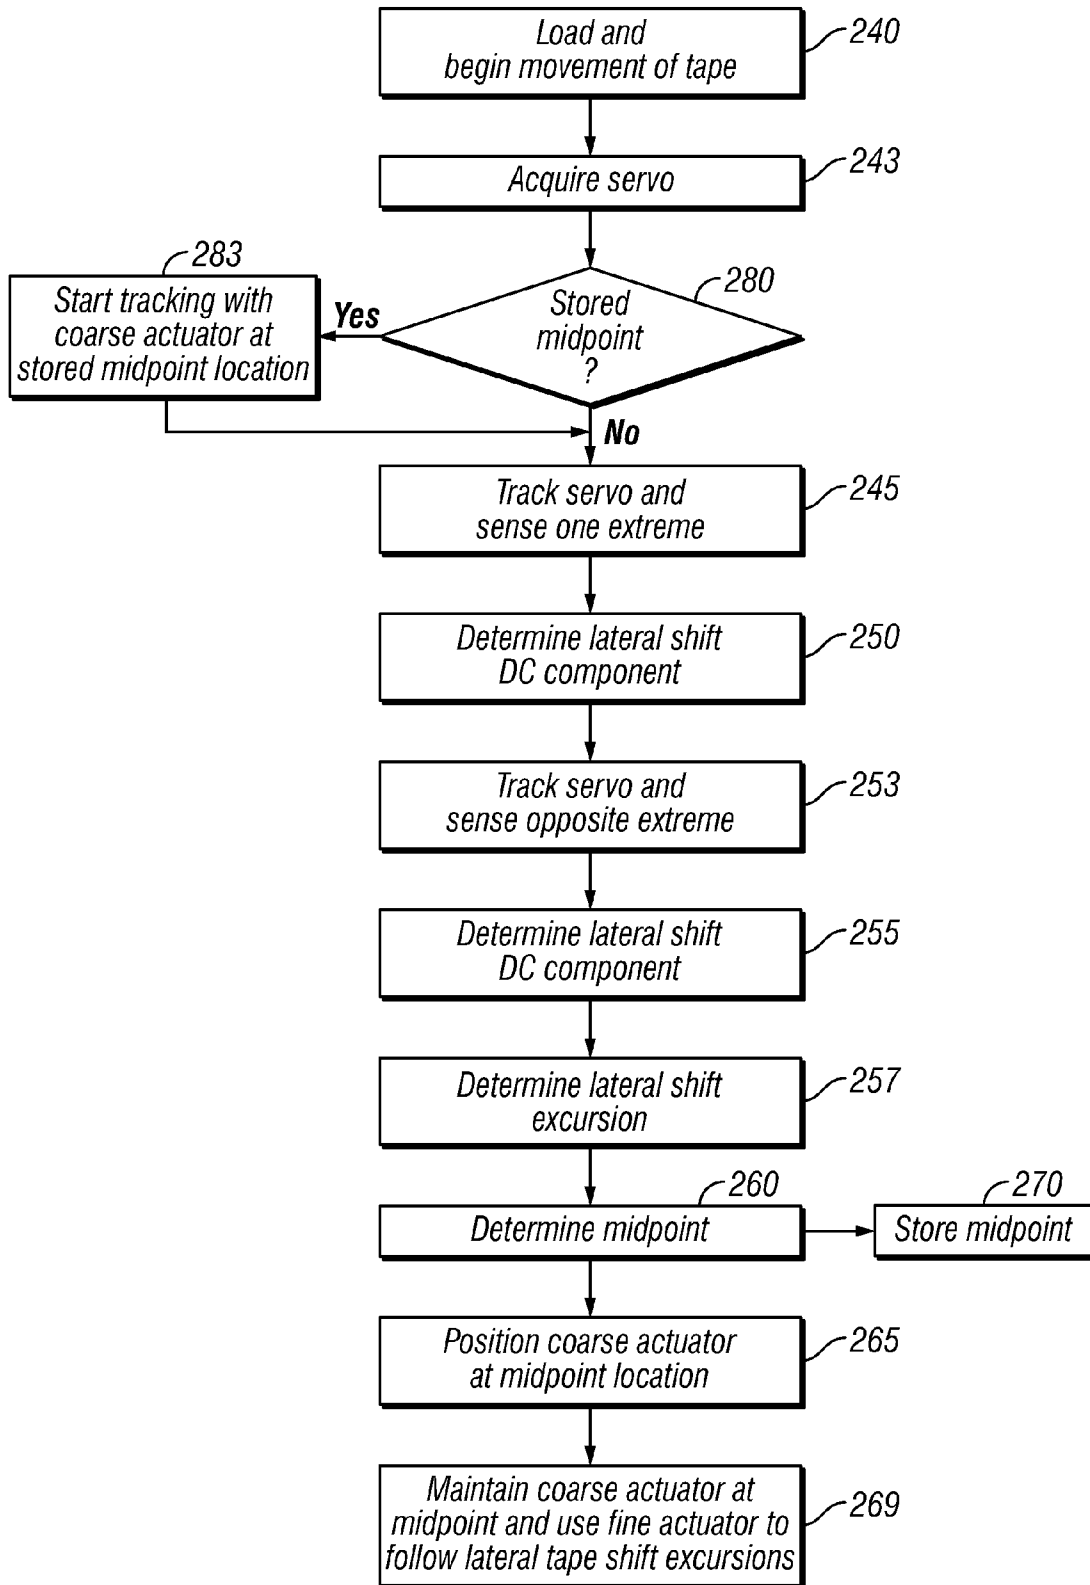 Load and
begin movement of tape
240
Acquire servo
243
283
Start tracking with
coarse actuator at
stored midpoint location
Yes
Stored
midpoint
?
280
No
Track servo and
sense one extreme
245
Determine lateral shift
DC component
250
Track servo and
sense opposite extreme
253
Determine lateral shift
DC component
255
Determine lateral shift
excursion
257
260
Determine midpoint
270
Store midpoint
Position coarse actuator
at midpoint location
265
Maintain coarse actuator at
midpoint and use fine actuator to
follow lateral tape shift excursions
269